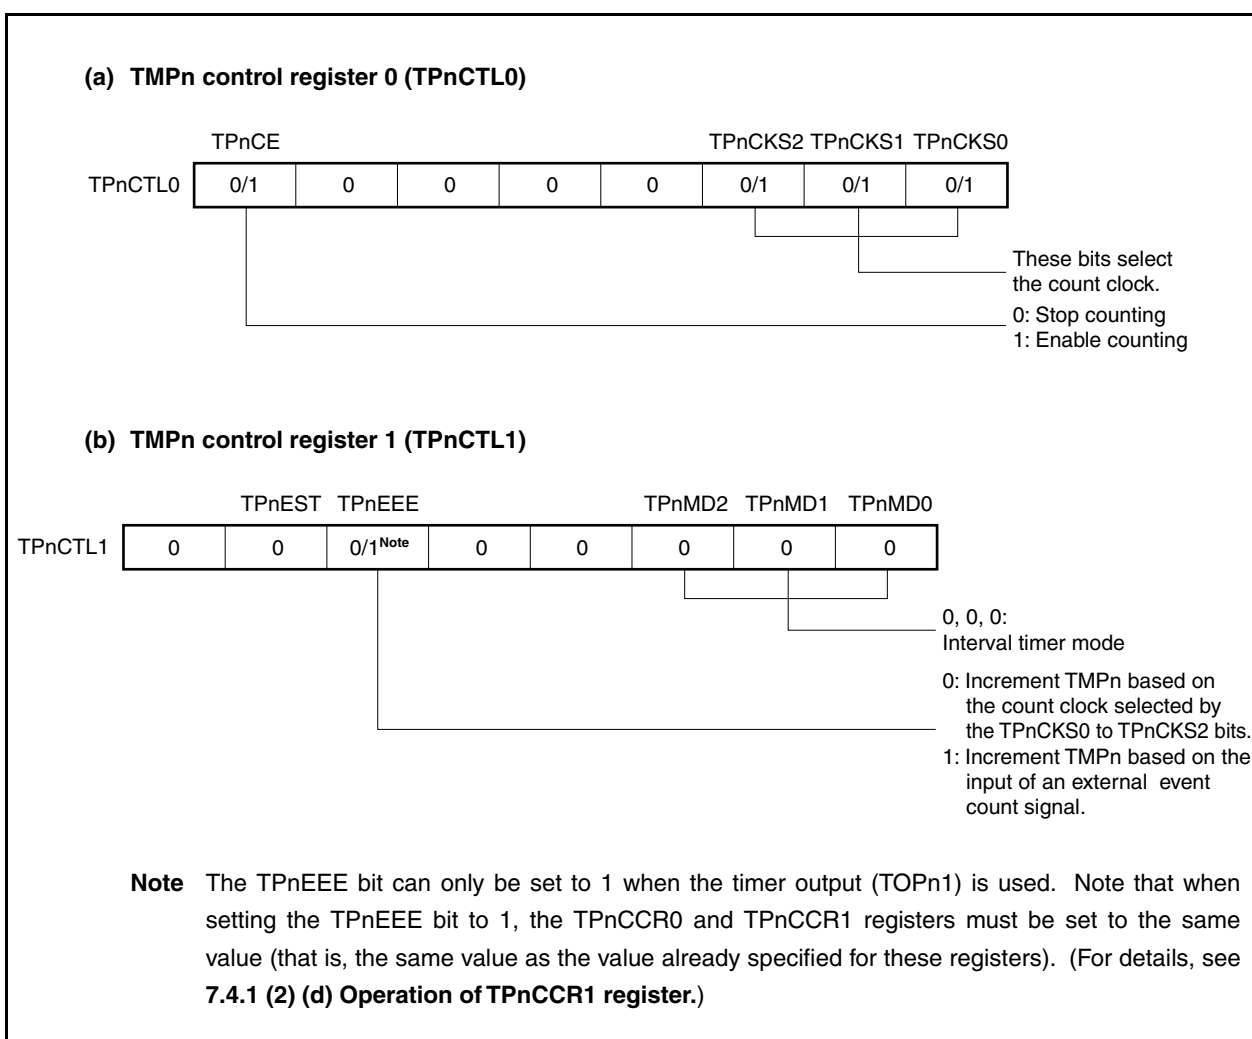 (a) TMPn control register 0 (TPnCTL0)
TPnCE TPnCKS2 TPnCKS1 TPnCKS0
TPnCTL0 0/1 0 0 0 0 0/1 0/1 0/1
These bits select
the count clock.
0: Stop counting
1: Enable counting
(b) TMPn control register 1 (TPnCTL1)
TPnEST TPnEEE TPnMD2 TPnMD1 TPnMD0
TPnCTL1 0 0 0/1Note 0 0 0 0 0
0, 0, 0:
Interval timer mode
0: Increment TMPn based on
the count clock selected by
the TPnCKS0 to TPnCKS2 bits.
1: Increment TMPn based on the
input of an external event
count signal.
Note The TPnEEE bit can only be set to 1 when the timer output (TOPn1) is used. Note that when
setting the TPnEEE bit to 1, the TPnCCR0 and TPnCCR1 registers must be set to the same
value (that is, the same value as the value already specified for these registers). (For details, see
7.4.1 (2) (d) Operation of TPnCCR1 register.)